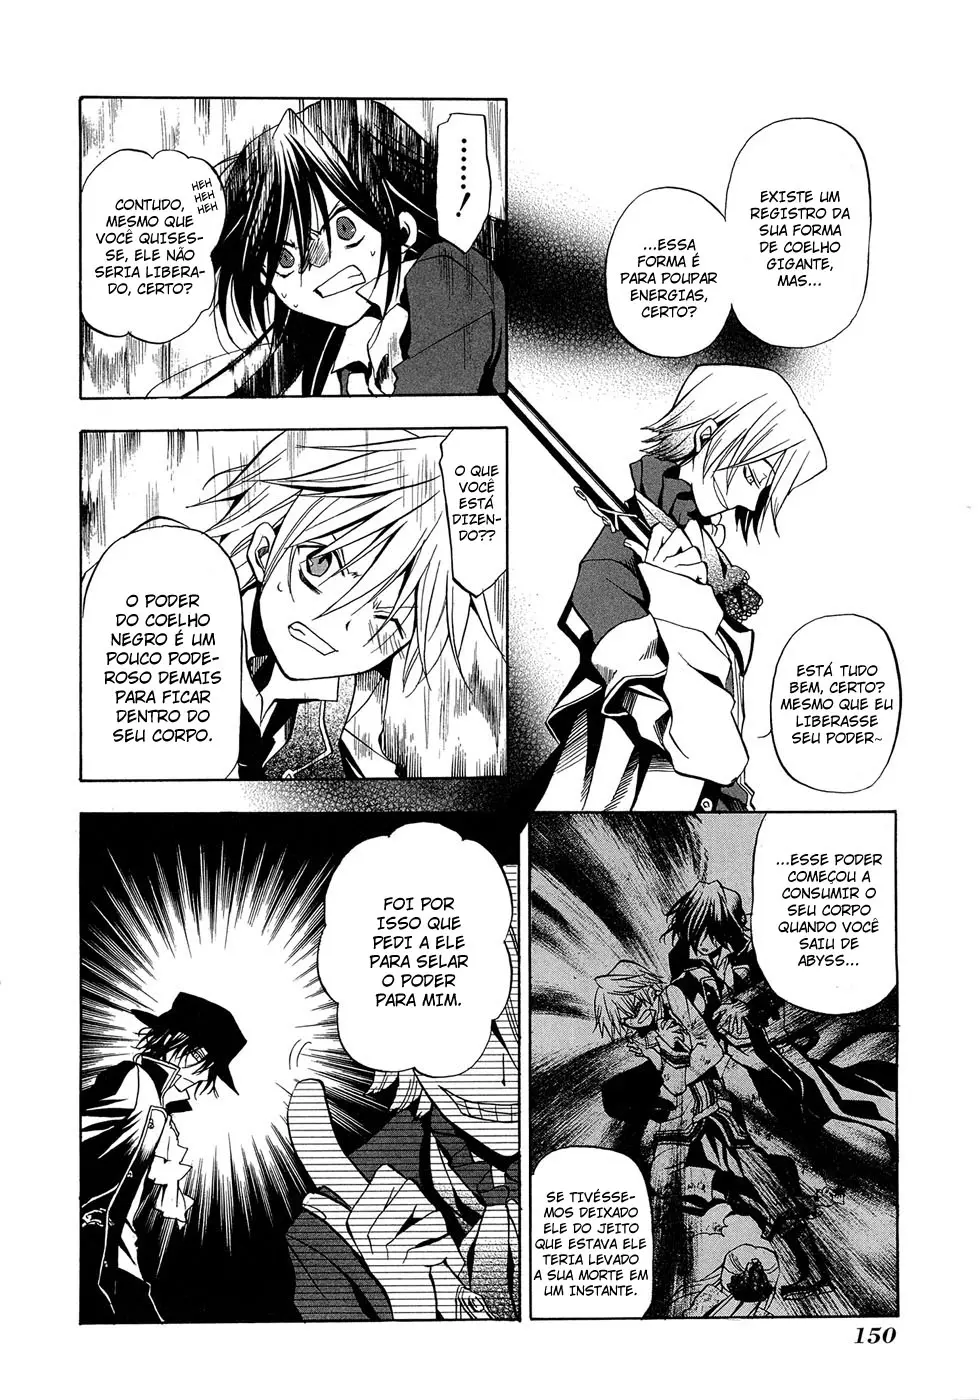 EXISTE UM
REGISTRO DA
SUA FORMA
DE COELHO
GIGANTE,
MAS...
...ESSA
FORMA É
PARA POUPAR
ENERGIAS,
CERTO?
......!
HEH
HEH
HEH
CONTUDO,
MESMO QUE
VOCÊ QUISES-
SE, ELE NÃO
SERIA LIBERA-
DO, CERTO?
ESTÁ TUDO
BEM, CERTO?
MESMO QUE EU
LIBERASSE
SEU PODER~
O QUE
VOCÊ
ESTÁ
DIZEN-
DO??
O PODER
DO COELHO
NEGRO É UM
POUCO PODE-
ROSO DEMAIS
PARA FICAR
DENTRO DO
SEU CORPO.
...ESSE PODER
COMEÇOU A
CONSUMIR O
SEU CORPO
QUANDO VOCÊ
SAIU DE
ABYSS...
SE TIVÉSSE-
MOS DEIXADO
ELE DO JEITO
QUE ESTAVA ELE
TERIA LEVADO
A SUA MORTE EM
UM INSTANTE.
FOI POR
ISSO QUE
PEDI A ELE
PARA SELAR
O PODER
PARA MIM.
150